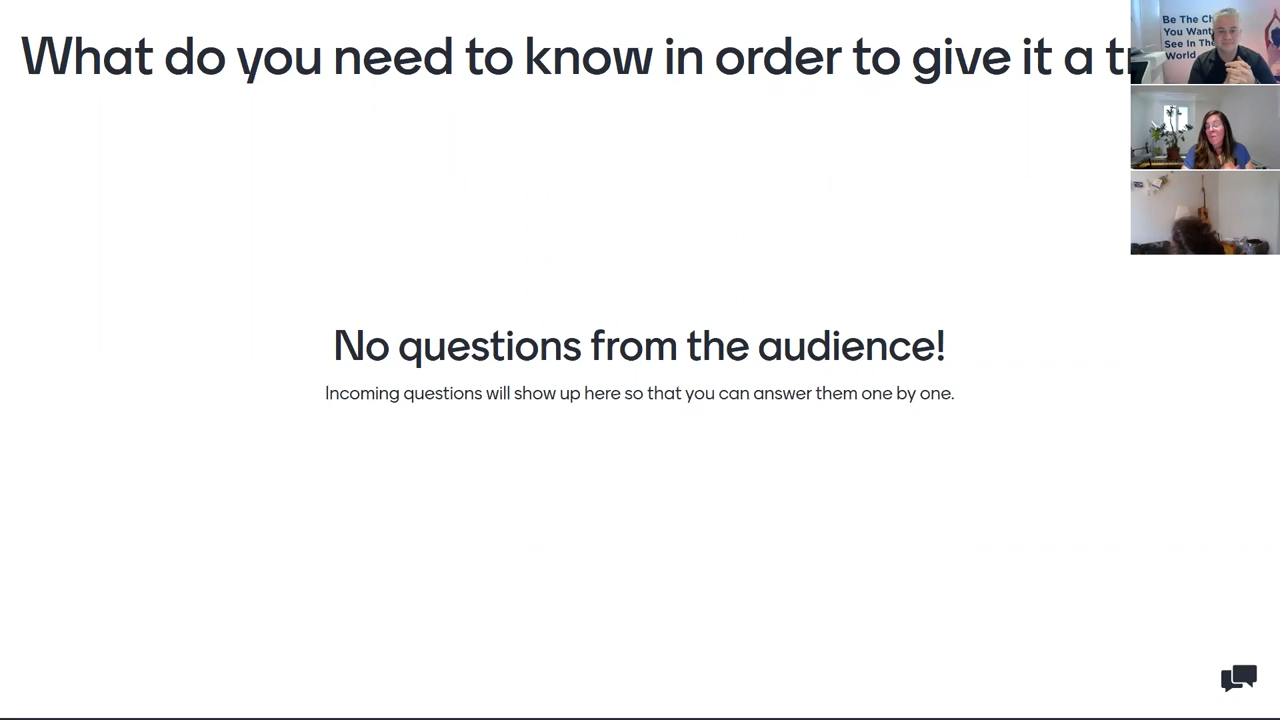 What do you need to know in order to give it a
No questions from the audience!
Incoming questions will show up here so that you can answer them one by one.
Be The
You Want
See In The
World